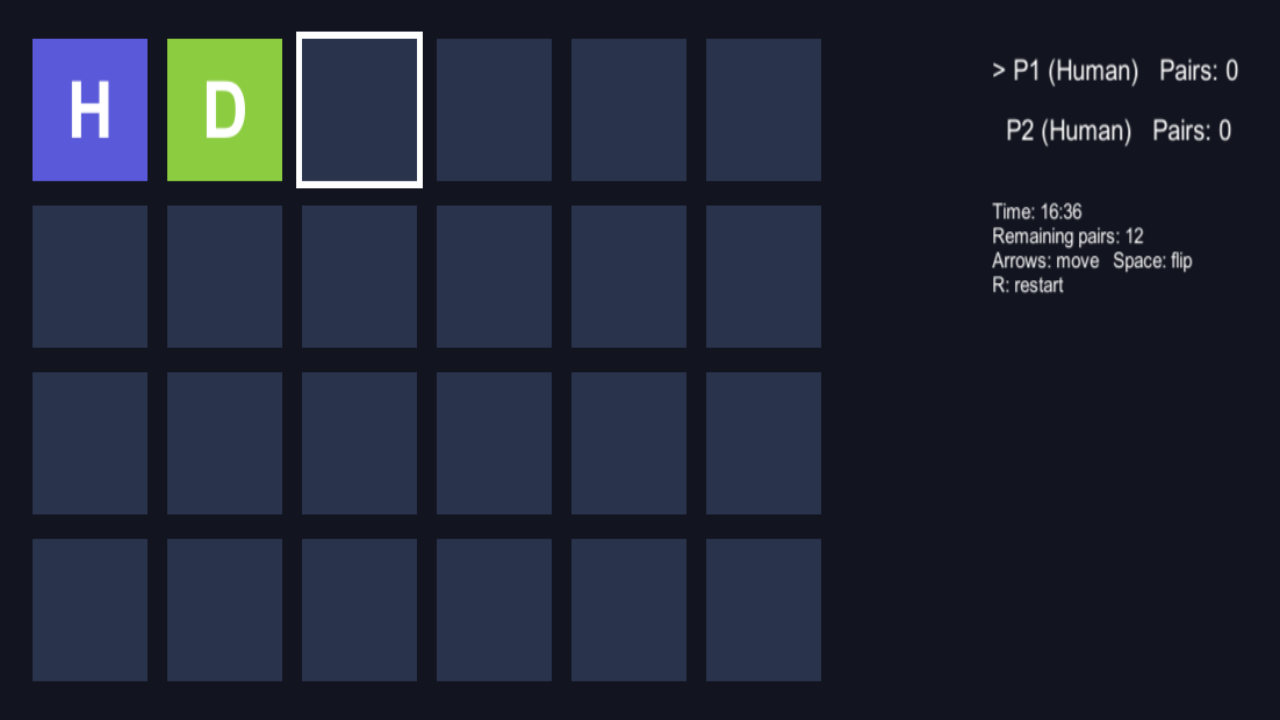 H D
> P1 (Human) Pairs: 0
P2 (Human) Pairs: 0
Time: 16:36
Remaining pairs: 12
Arrows: move Space: flip
R: restart